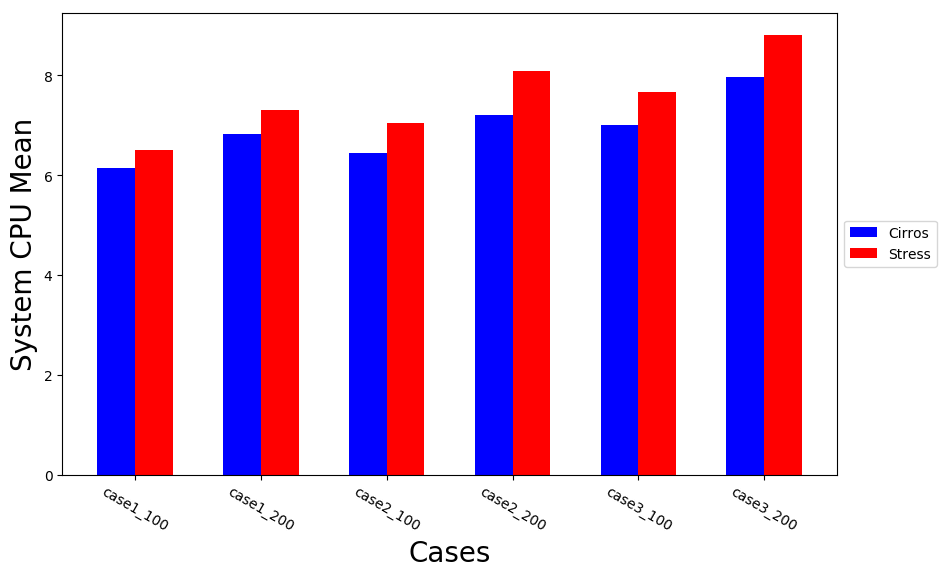 System CPU Mean
8
6
4
2
0
case1_100
case1_200
case2_100
case2_200
case3_100
case3_200
Cases
Cirros
Stress